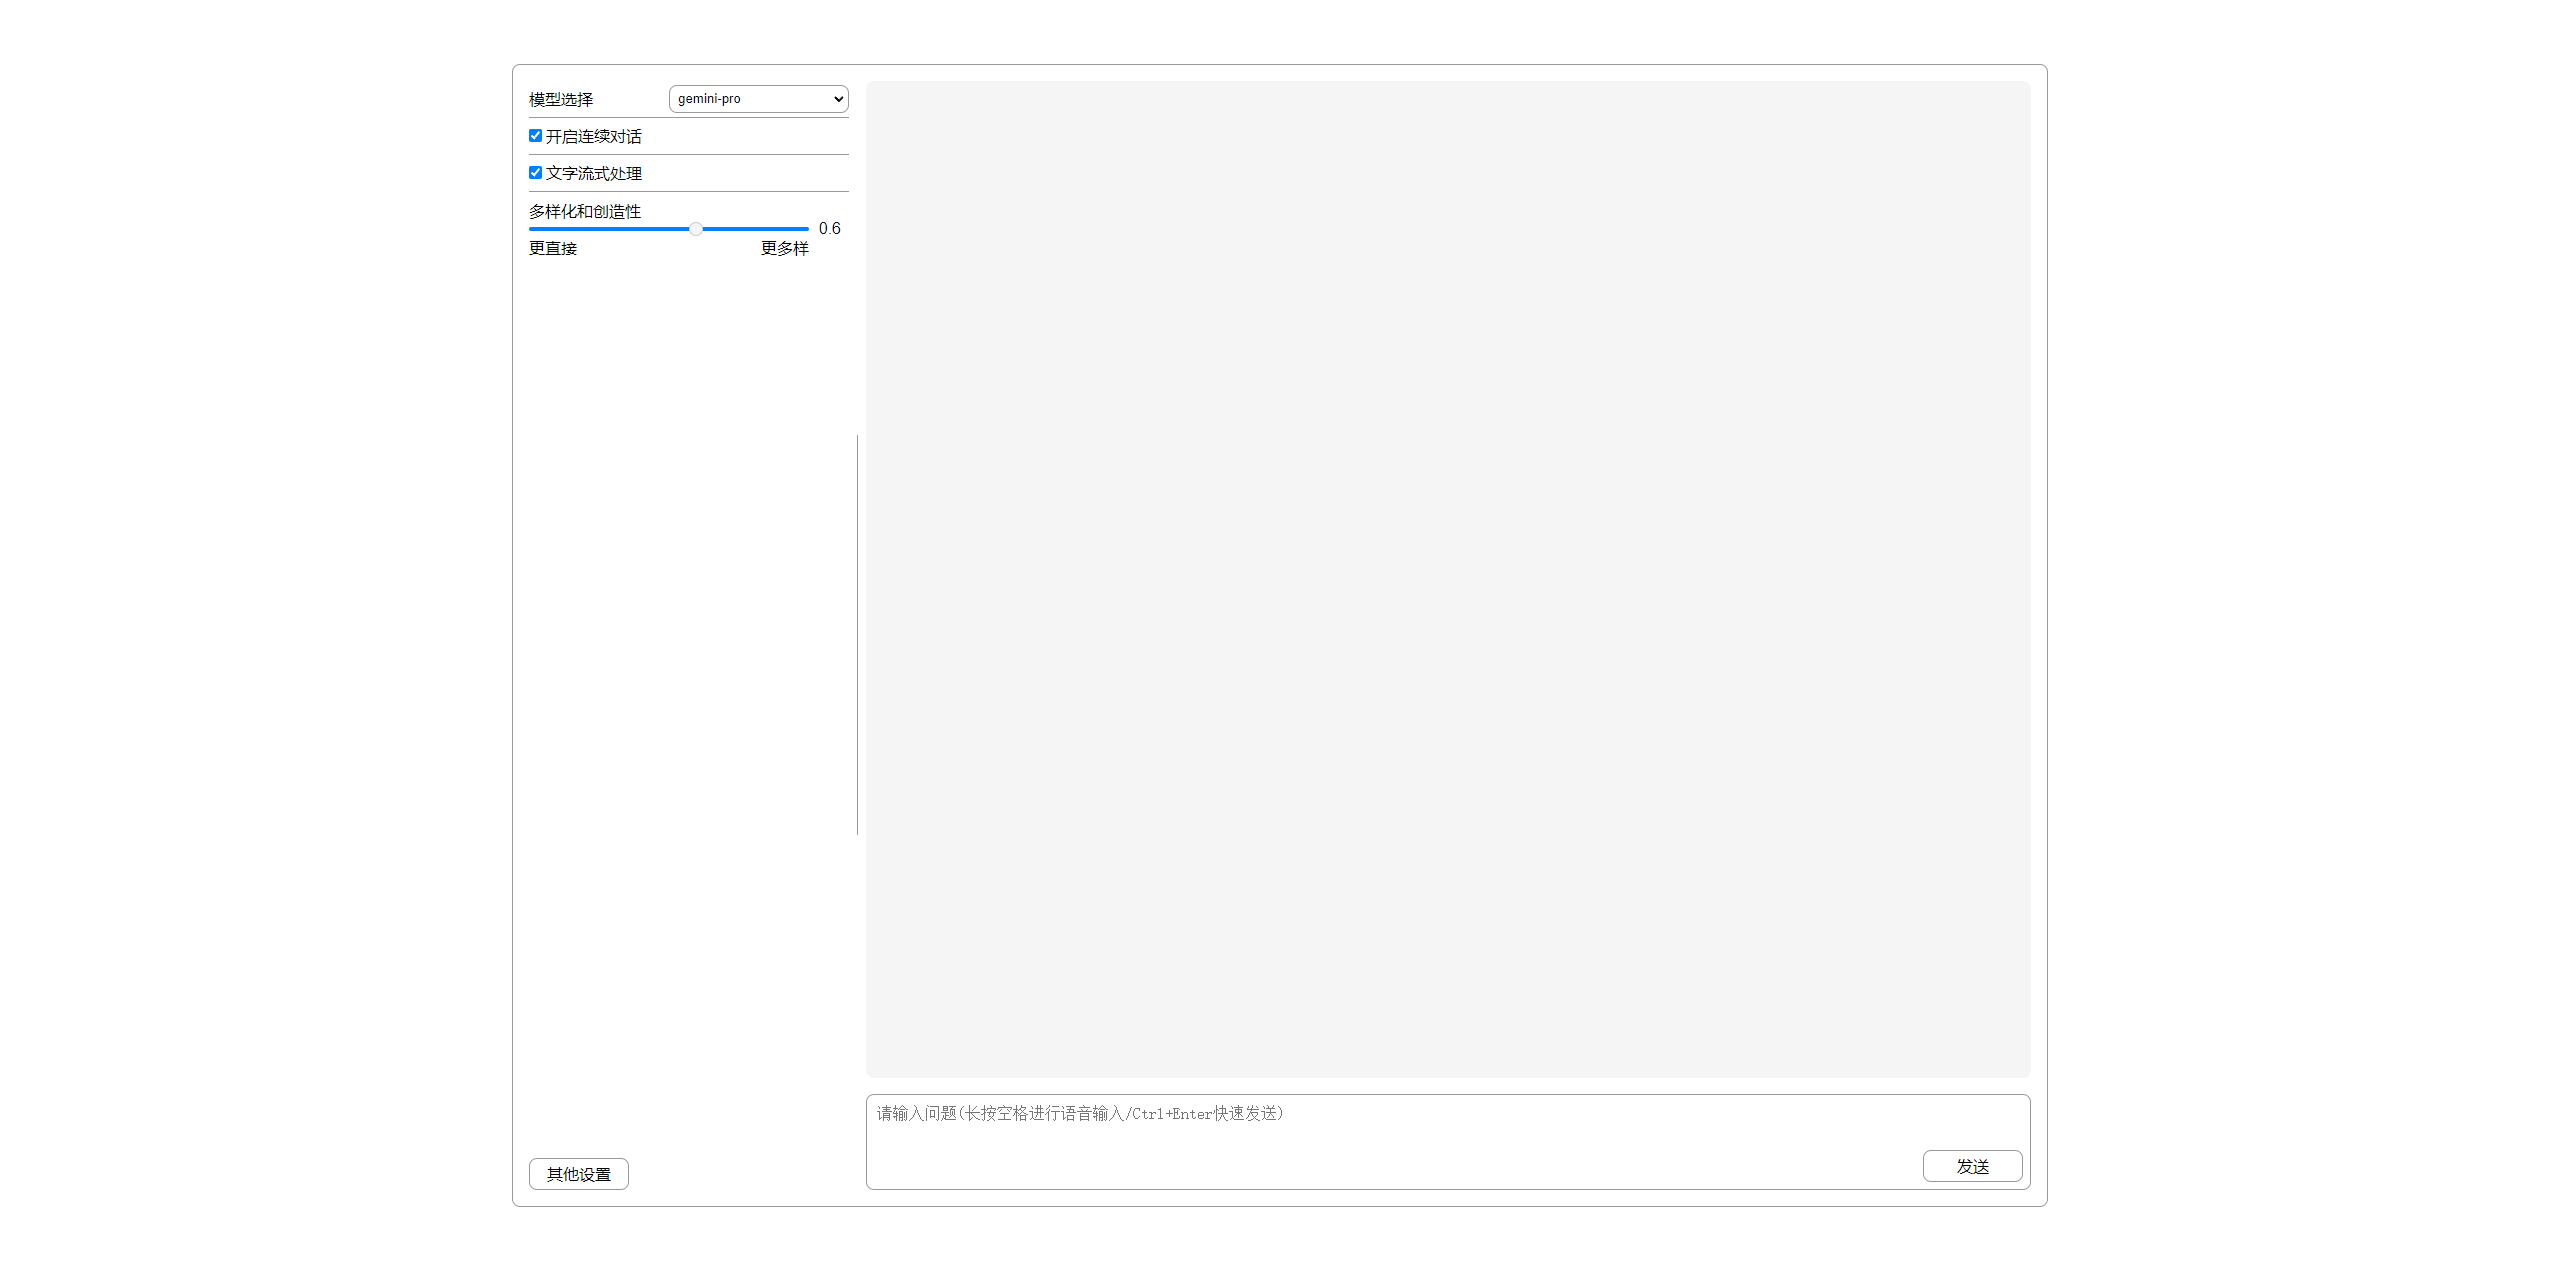 模型选择
gemini-pro
开启连续对话
文字流式处理
多样化和创造性
0.6
更直接 更多样
其他设置
请输入问题(长按空格进行语音输入/Ctrl+Enter快速发送)
发送